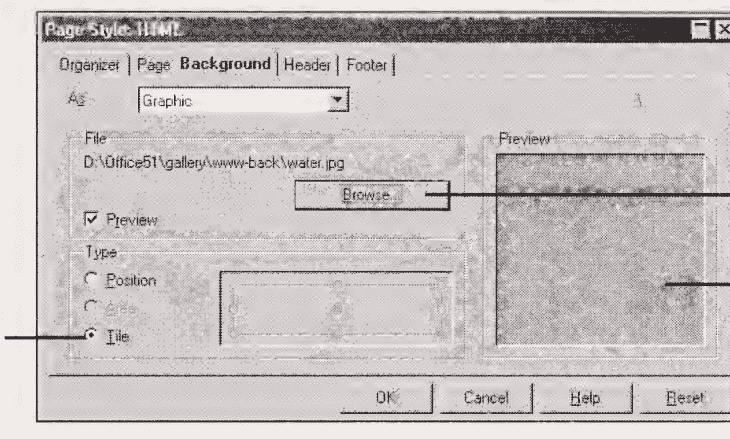 Page Style: HTML
Organizer Page Background Header Footer
As Graphic
File
D:\Office51\gallery\www-back\water.jpg
Browse...
Preview
Type
Position
Area
Tile
Preview
OK Cancel Help Reset